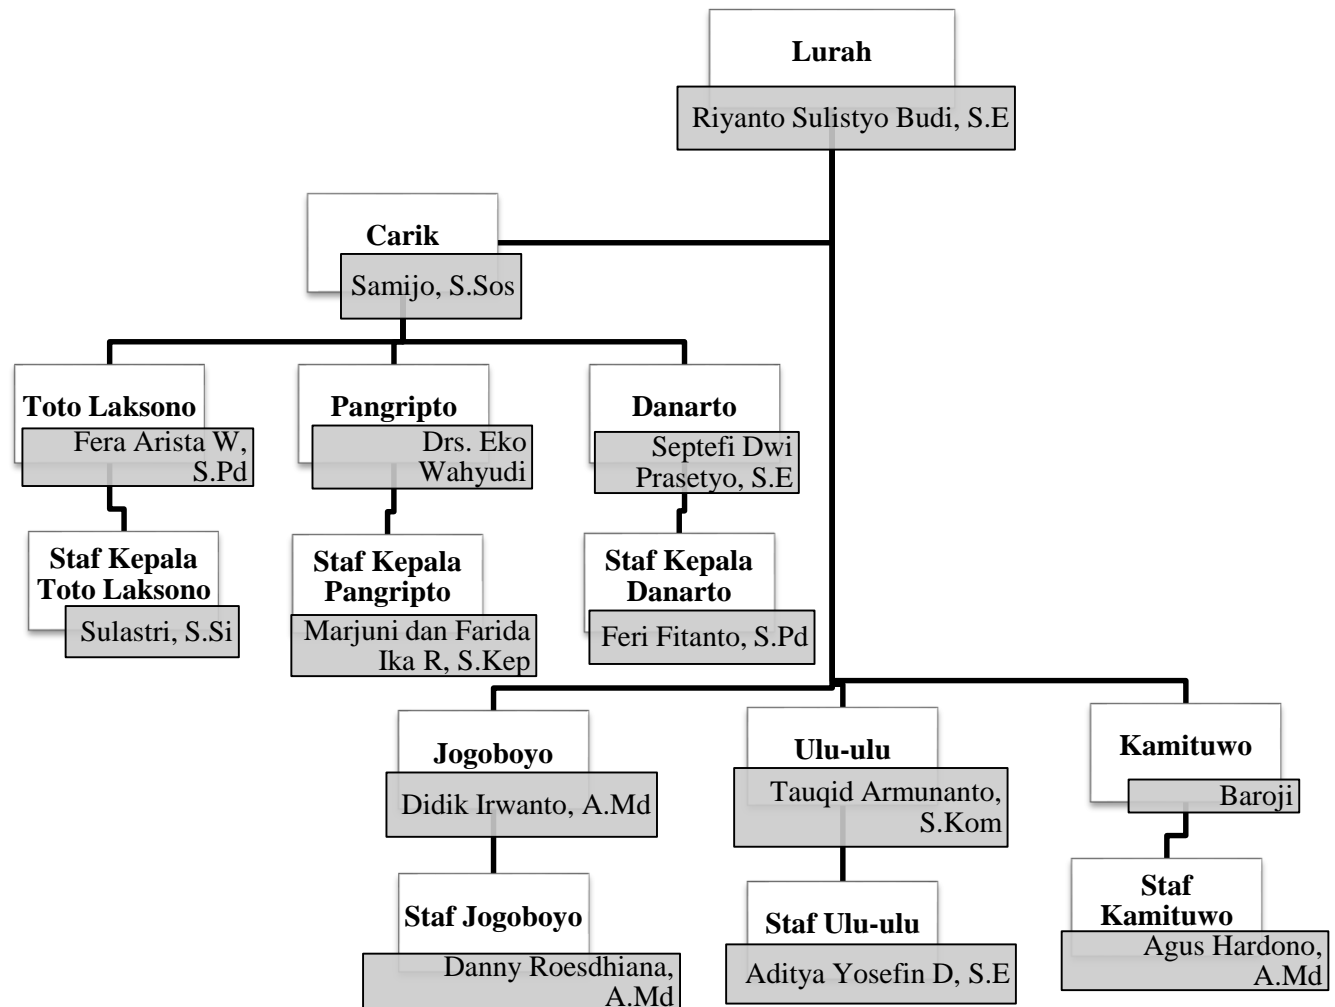 Lurah
Riyanto Sulistyo Budi, S.E
Carik
Samijo, S.Sos
Toto Laksono
Fera Arista W,
S.Pd
Pangripto
Drs. Eko
Wahyudi
Danarto
Septefi Dwi
Prasetyo, S.E
Staf Kepala
Toto Laksono
Sulastri, S.Si
Staf Kepala
Pangripto
Marjuni dan Farida
Ika R, S.Kep
Staf Kepala
Danarto
Feri Fitanto, S.Pd
Jogoboyo
Didik Irwanto, A.Md
Ulu-ulu
Tauqid Armunanto,
S.Kom
Kamituwo
Baroji
Staf Jogoboyo
Danny Roesdhiana,
A.Md
Staf Ulu-ulu
Aditya Yosefin D, S.E
Staf
Kamituwo
Agus Hardono,
A.Md